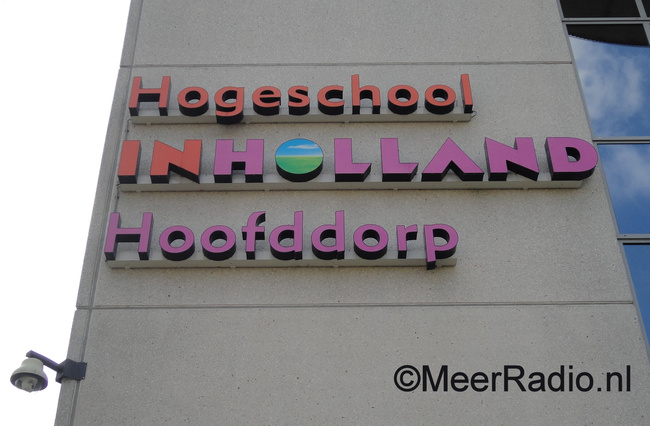 Hogeschool
INHOLLAND
Hoofddorp
©MeerRadio.nl